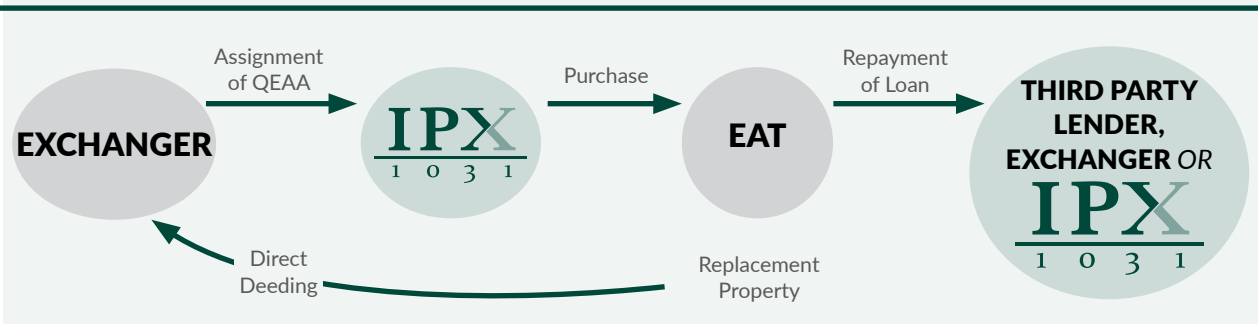 EXCHANGER
Assignment
of QEAA
IPX
1 0 3 1
Purchase
EAT
Repayment
of Loan
THIRD PARTY
LENDER,
EXCHANGER OR
IPX
1 0 3 1
Direct
Deeding
Replacement
Property